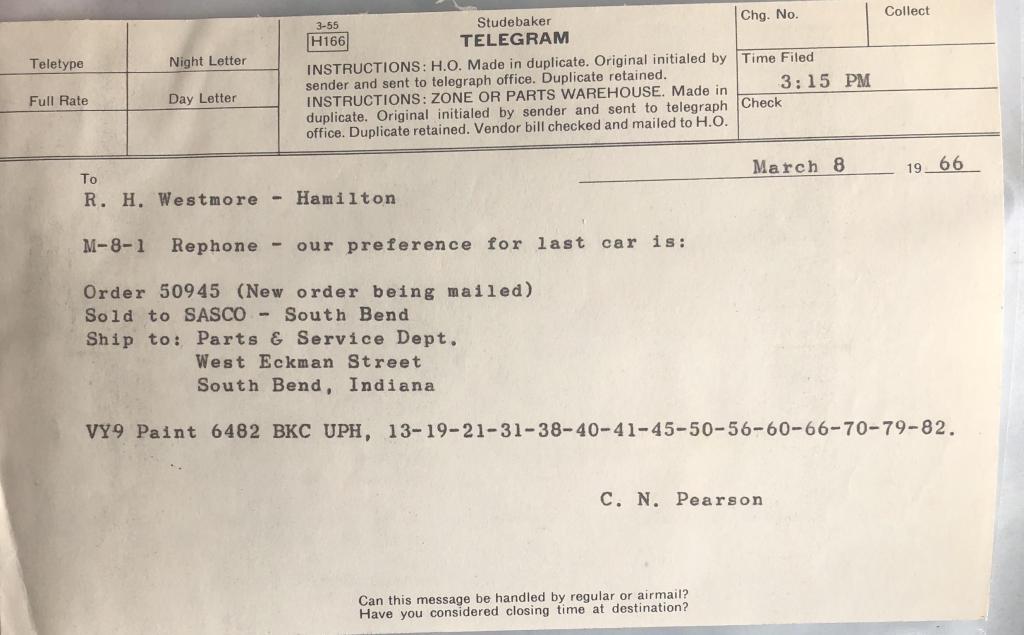 Teletype
Night Letter
Full Rate
Day Letter
3-55
H166
Studebaker
TELEGRAM
INSTRUCTIONS: H.O. Made in duplicate. Original initialed by
sender and sent to telegraph office. Duplicate retained.
INSTRUCTIONS: ZONE OR PARTS WAREHOUSE. Made in
duplicate. Original initialed by sender and sent to telegraph
office. Duplicate retained. Vendor bill checked and mailed to H.O.
Chg. No.
Collect
Time Filed
3:15 PM
Check
March 8 19 66
To
R. H. Westmore - Hamilton
M-8-1 Rephone - our preference for last car is:
Order 50945 (New order being mailed)
Sold to SASCO - South Bend
Ship to: Parts & Service Dept.
West Eckman Street
South Bend, Indiana
VY9 Paint 6482 BKC UPH, 13-19-21-31-38-40-41-45-50-56-60-66-70-79-82.
C. N. Pearson
Can this message be handled by regular or airmail?
Have you considered closing time at destination?